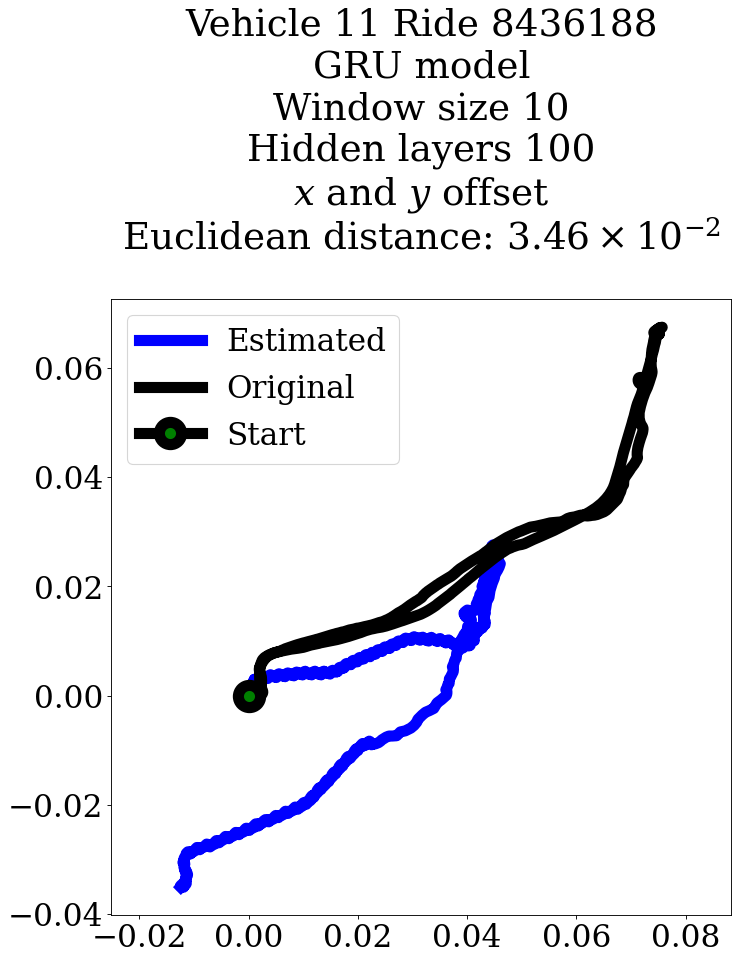 Vehicle 11 Ride 8436188
GRU model
Window size 10
Hidden layers 100
x and y offset
Euclidean distance: 3.46 × 10⁻²
Estimated
Original
Start
0.06
0.04
0.02
0.00
−0.02
−0.04
−0.02 0.00 0.02 0.04 0.06 0.08